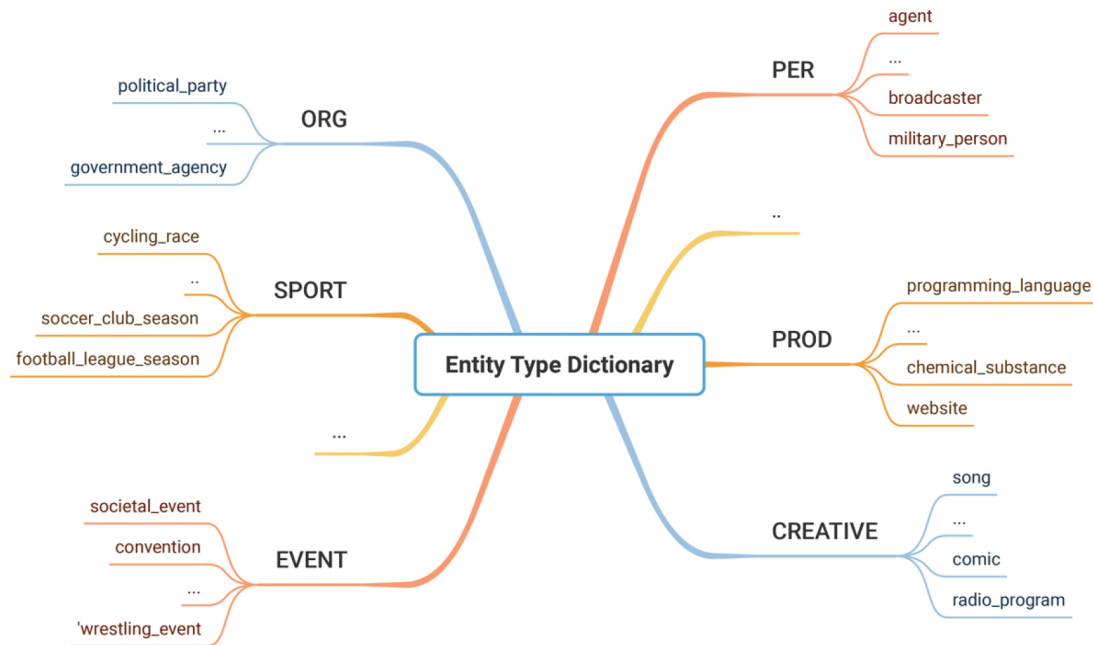 agent
PER
...
broadcaster
military_person
political_party
ORG
...
government_agency
..
cycling_race
..
SPORT
soccer_club_season
football_league_season
Entity Type Dictionary
programming_language
PROD
...
chemical_substance
website
...
societal_event
convention
EVENT
...
'wrestling_event
song
CREATIVE
...
comic
radio_program